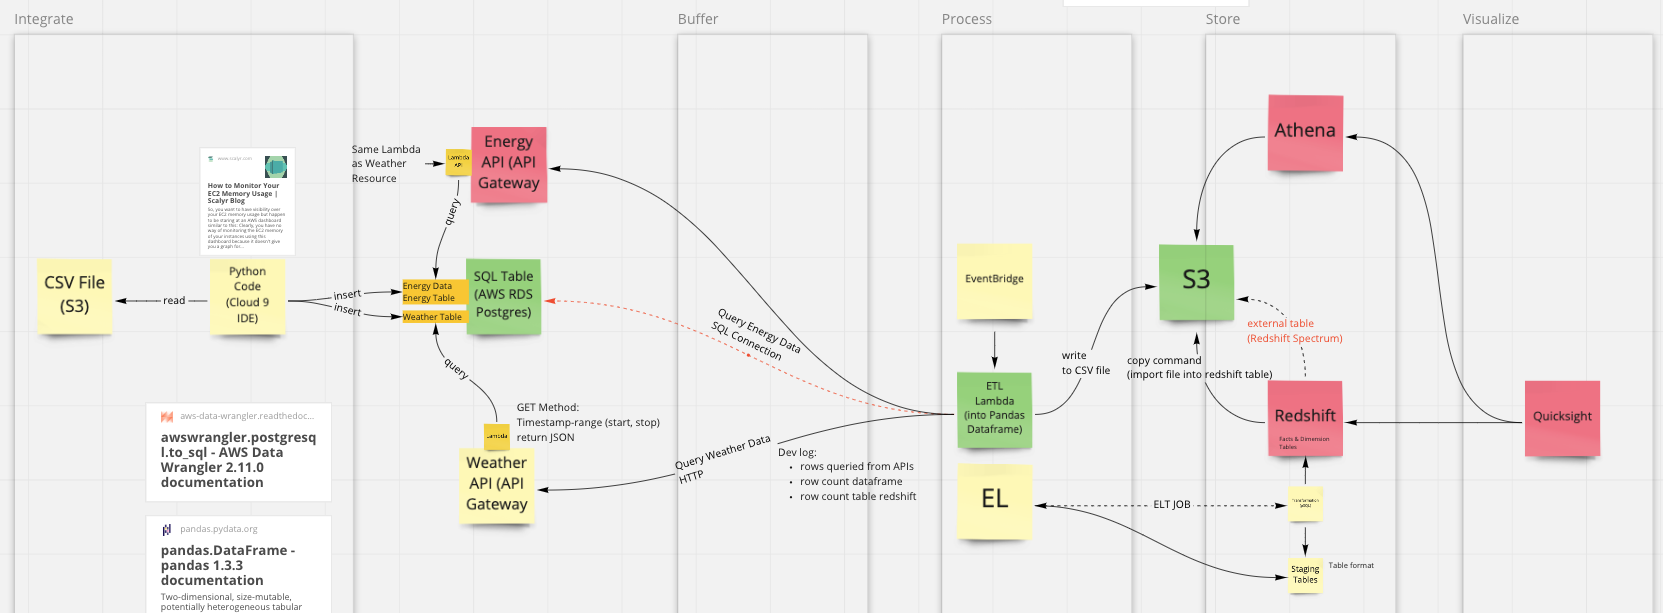 Integrate
Buffer
Process
Store
Visualize
Same Lambda
as Weather
Resource
Lambda
API
Energy
API (API
Gateway
query
www.scalyr.com
How to Monitor Your
EC2 Memory Usage |
Scalyr Blog
So, you want to have visibility over
your EC2 memory usage but happen
to be staring at an AWS dashboard
similar to this: Clearly, you have no
way of monitoring the EC2 memory
of your instances using this
dashboard because it doesn't give
you a graph for...
CSV File
(S3)
read
Python
Code
(Cloud 9
IDE)
insert
insert
Energy Data
Energy Table
Weather Table
SQL Table
(AWS RDS
Postgres)
query
GET Method:
Timestamp-range (start, stop)
return JSON
Lambda
Weather
API (API
Gateway
aws-data-wrangler.readthedoc...
awswrangler.postgresq
l.to_sql - AWS Data
Wrangler 2.11.0
documentation
pandas.pydata.org
pandas.DataFrame -
pandas 1.3.3
documentation
Two-dimensional, size-mutable,
potentially heterogeneous tabular
Query Energy Data
SQL Connection
Query Weather Data
HTTP
Dev log:
• rows queried from APIs
• row count dataframe
• row count table redshift
EventBridge
ETL
Lambda
(into Pandas
Dataframe)
EL
write
to CSV file
ELT JOB
Athena
S3
external table
(Redshift Spectrum)
copy command
(import file into redshift table)
Redshift
Facts & Dimension
Tables
Transformation
Staging
Tables
Table format
Quicksight